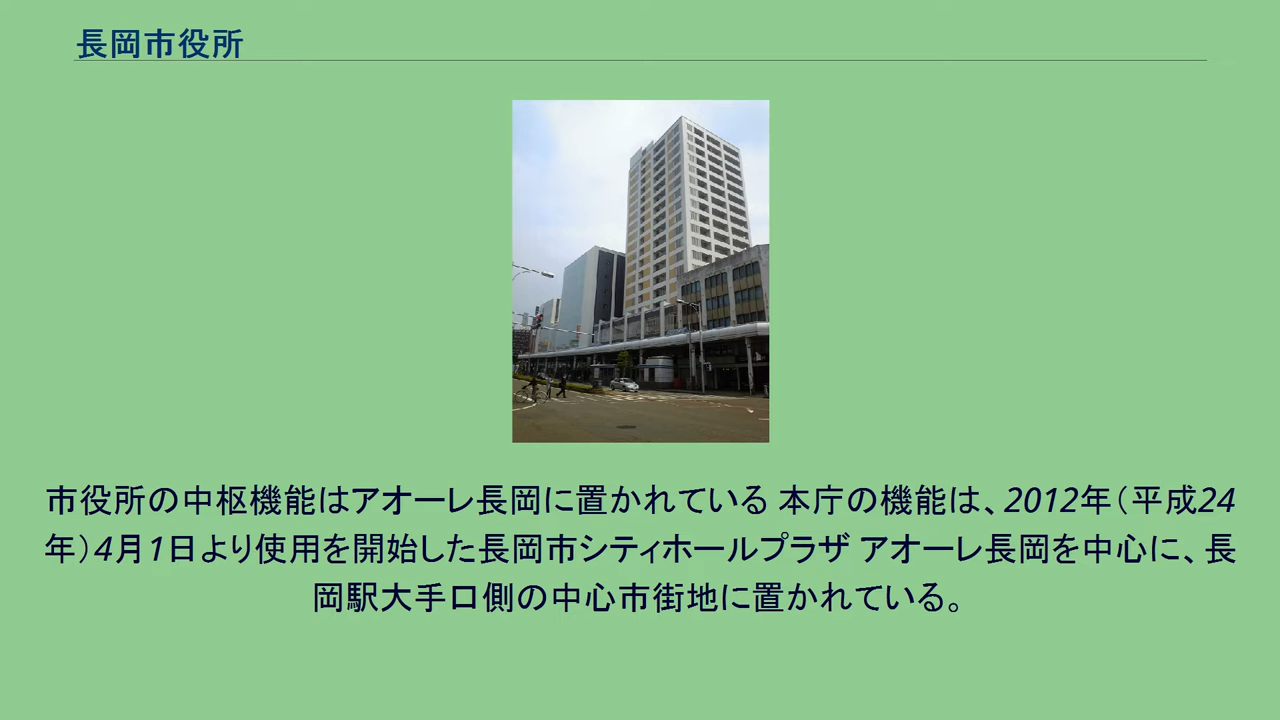 長岡市役所
市役所の中枢機能はアオーレ長岡に置かれている 本庁の機能は、2012年（平成24
年）4月1日より使用を開始した長岡市シティホールプラザ アオーレ長岡を中心に、長
岡駅大手口側の中心市街地に置かれている。